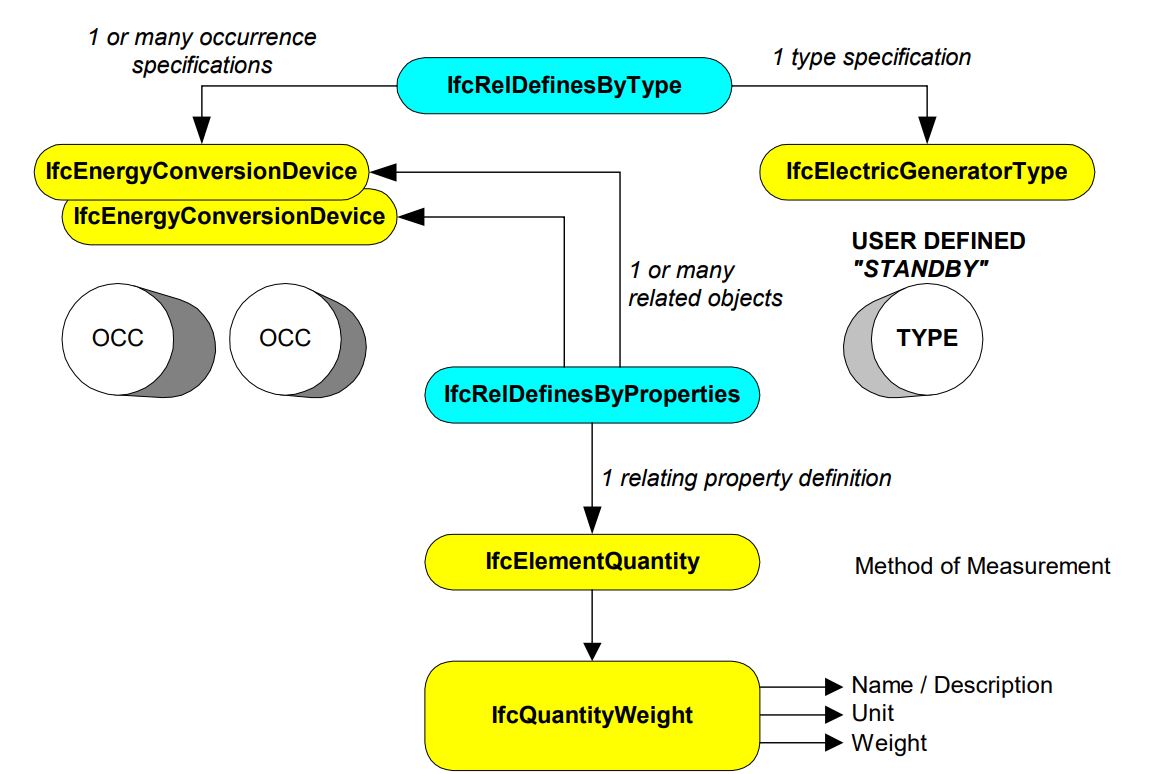 1 or many occurrence
specifications
IfcRelDefinesByType
1 type specification
IfcEnergyConversionDevice
IfcElectricGeneratorType
IfcEnergyConversionDevice
USER DEFINED
"STANDBY"
1 or many
related objects
OCC
OCC
TYPE
IfcRelDefinesByProperties
1 relating property definition
IfcElementQuantity
Method of Measurement
IfcQuantityWeight
Name / Description
Unit
Weight